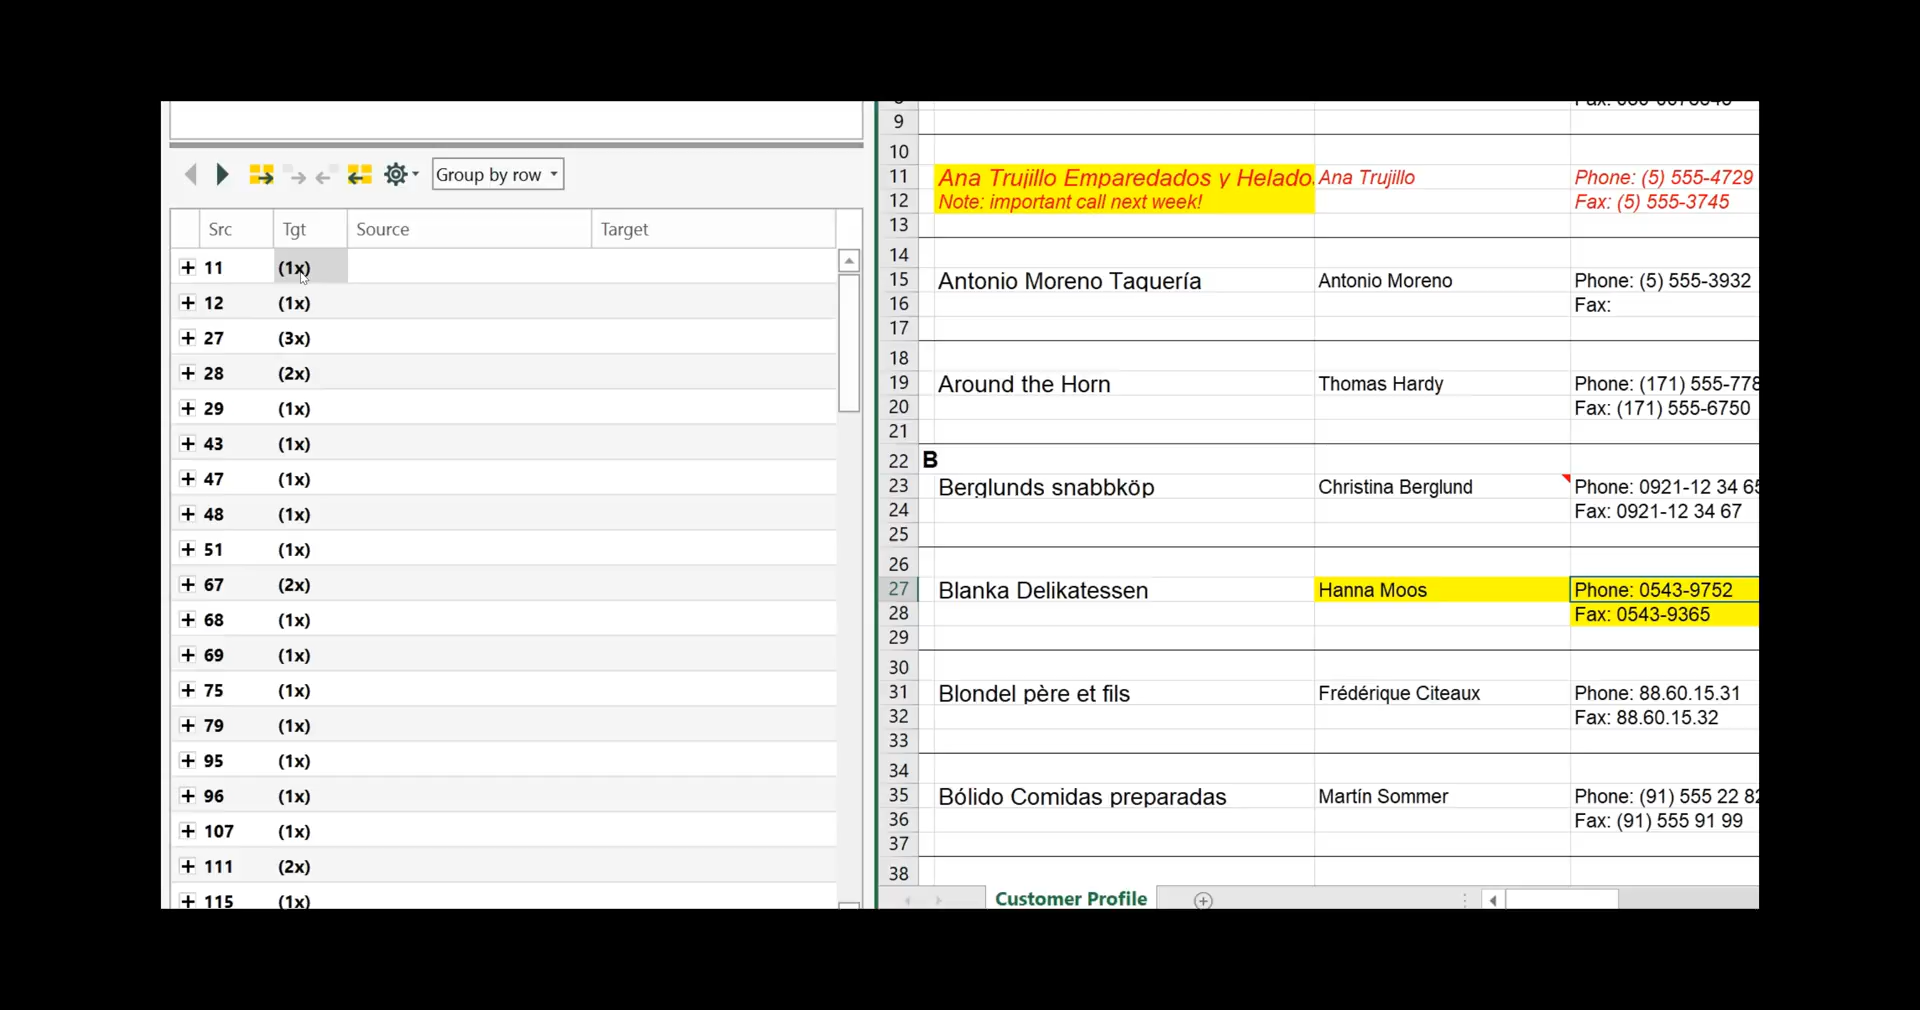 Group by row
Src Tgt Source Target
11 (1x)
12 (1x)
27 (3x)
28 (2x)
29 (1x)
43 (1x)
47 (1x)
48 (1x)
51 (1x)
67 (2x)
68 (1x)
69 (1x)
75 (1x)
79 (1x)
95 (1x)
96 (1x)
107 (1x)
111 (2x)
115 (1x)
9
10
11 Ana Trujillo Emparedados y Helado Ana Trujillo Phone: (5) 555-4729
12 Note: important call next week! Fax: (5) 555-3745
13
14
15 Antonio Moreno Taquería Antonio Moreno Phone: (5) 555-3932
16 Fax:
17
18
19 Around the Horn Thomas Hardy Phone: (171) 555-778
20 Fax: (171) 555-6750
21
22 B
23 Berglunds snabbköp Christina Berglund Phone: 0921-12 34 65
24 Fax: 0921-12 34 67
25
26
27 Blanka Delikatessen Hanna Moos Phone: 0543-9752
28 Fax: 0543-9365
29
30
31 Blondel père et fils Frédérique Citeaux Phone: 88.60.15.31
32 Fax: 88.60.15.32
33
34
35 Bólido Comidas preparadas Martín Sommer Phone: (91) 555 22 82
36 Fax: (91) 555 91 99
37
38
Customer Profile